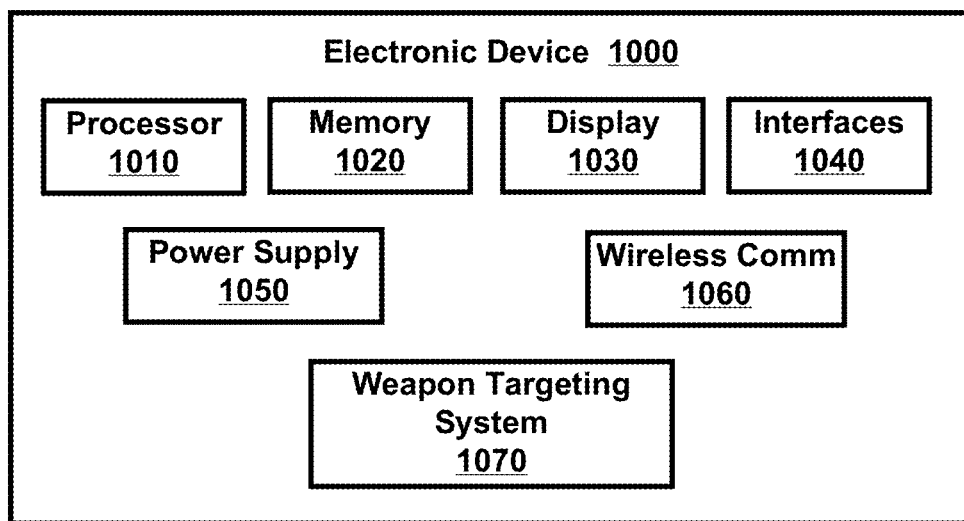 Electronic Device 1000
Processor
1010
Memory
1020
Display
1030
Interfaces
1040
Power Supply
1050
Wireless Comm
1060
Weapon Targeting
System
1070